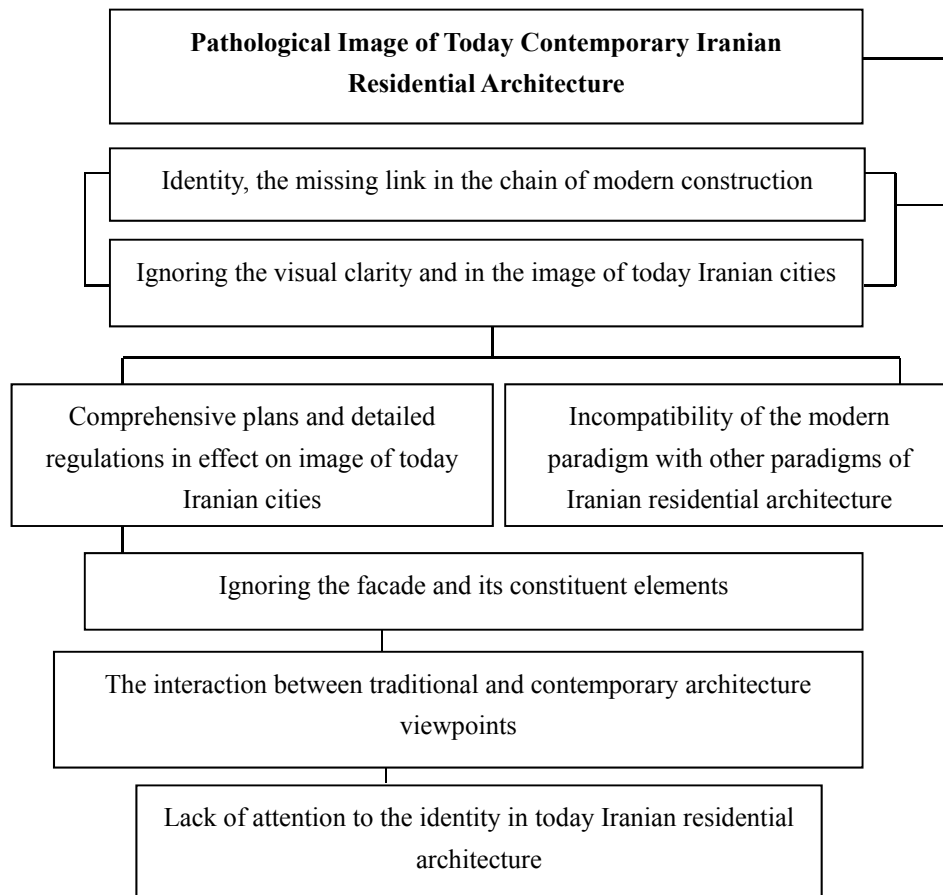 Pathological Image of Today Contemporary Iranian
Residential Architecture
Identity, the missing link in the chain of modern construction
Ignoring the visual clarity and in the image of today Iranian cities
Comprehensive plans and detailed
regulations in effect on image of today
Iranian cities
Incompatibility of the modern
paradigm with other paradigms of
Iranian residential architecture
Ignoring the facade and its constituent elements
The interaction between traditional and contemporary architecture
viewpoints
Lack of attention to the identity in today Iranian residential
architecture